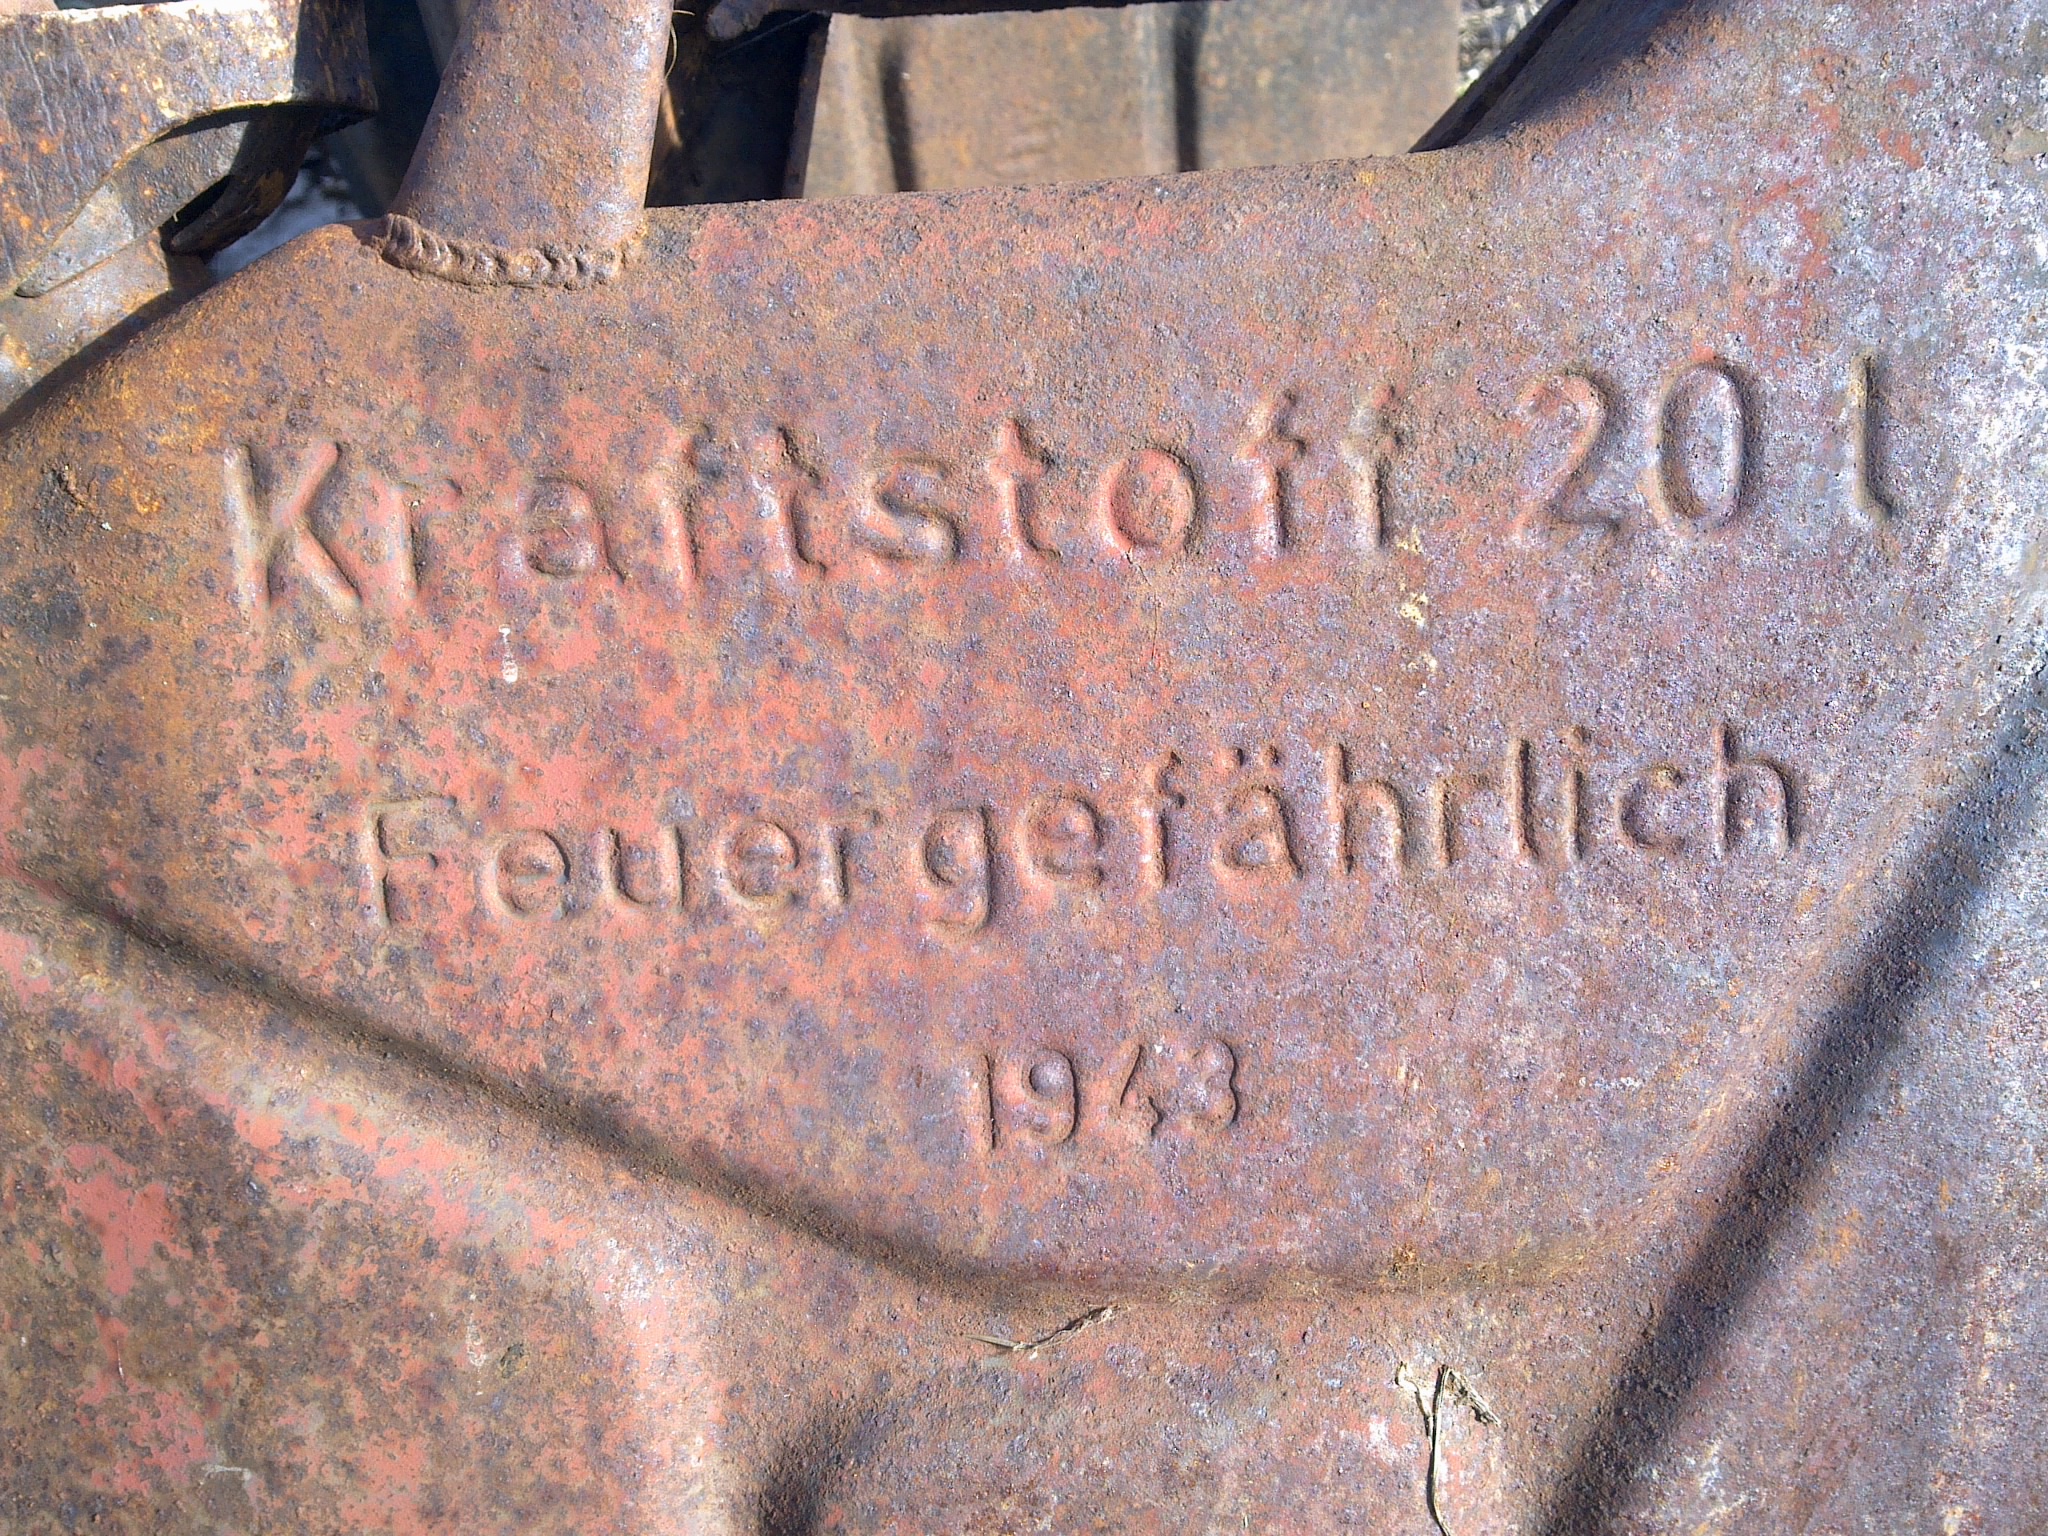 Kraftstoff 20 l
Feuergefährlich
1943